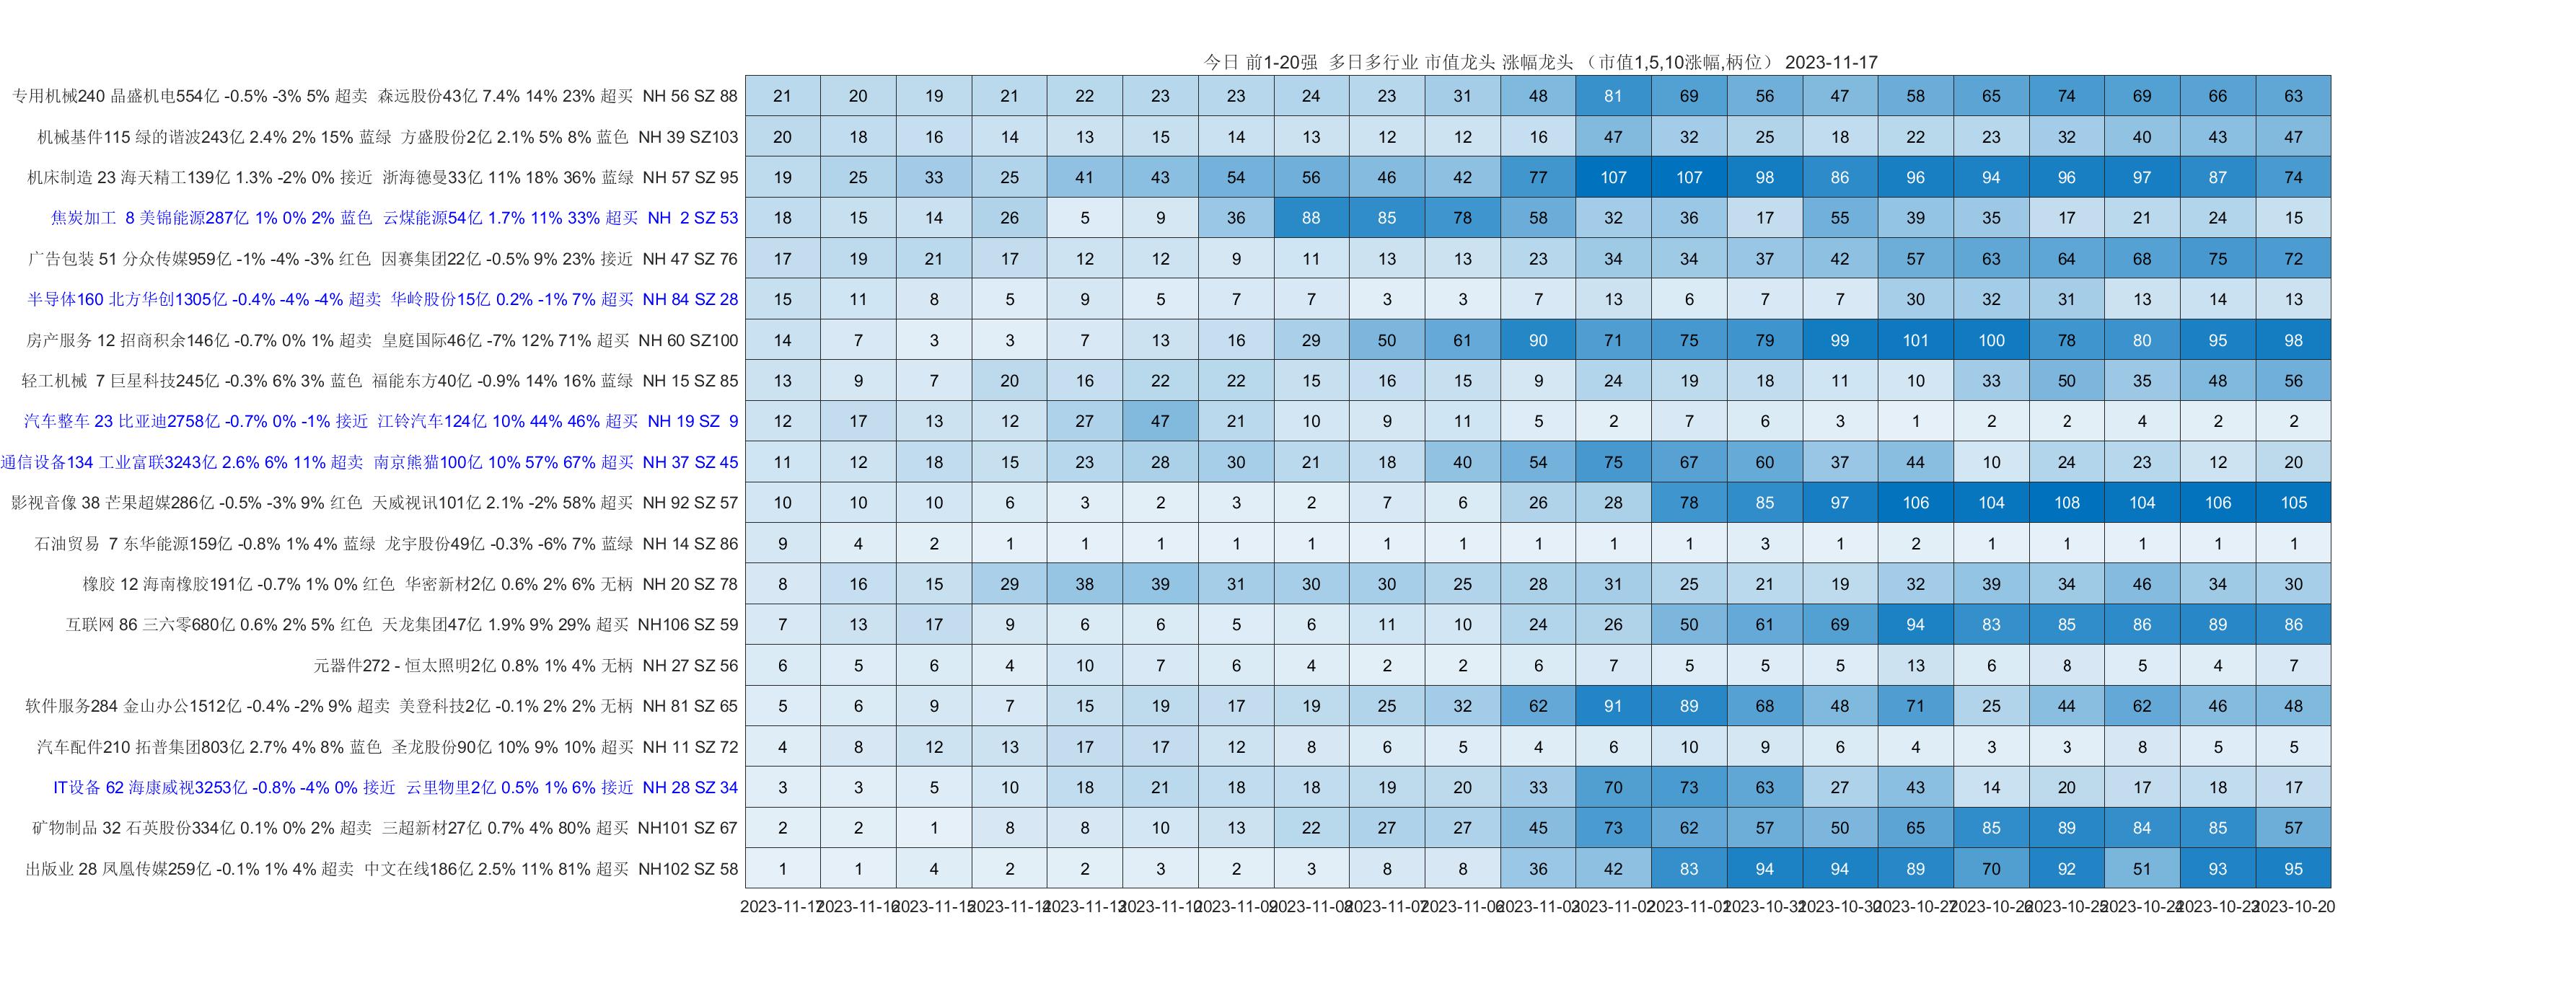 今日 前1-20强 多日多行业 市值龙头 涨幅龙头 （市值1,5,10涨幅,柄位） 2023-11-17
专用机械240 晶盛机电554亿 -0.5% -3% 5% 超卖 森远股份43亿 7.4% 14% 23% 超买 NH 56 SZ 88 21 20 19 21 22 23 23 24 23 31 48 81 69 56 47 58 65 74 69 66 63
机械基件115 绿的谐波243亿 2.4% 2% 15% 蓝绿 方盛股份2亿 2.1% 5% 8% 蓝色 NH 39 SZ103 20 18 16 14 13 15 14 13 12 12 16 47 32 25 18 22 23 32 40 43 47
机床制造 23 海天精工139亿 1.3% -2% 0% 接近 浙海德曼33亿 11% 18% 36% 蓝绿 NH 57 SZ 95 19 25 33 25 41 43 54 56 46 42 77 107 107 98 86 96 94 96 97 87 74
焦炭加工 8 美锦能源287亿 1% 0% 2% 蓝色 云煤能源54亿 1.7% 11% 33% 超买 NH 2 SZ 53 18 15 14 26 5 9 36 88 85 78 58 32 36 17 55 39 35 17 21 24 15
广告包装 51 分众传媒959亿 -1% -4% -3% 红色 因赛集团22亿 -0.5% 9% 23% 接近 NH 47 SZ 76 17 19 21 17 12 12 9 11 13 13 23 34 34 37 42 57 63 64 68 75 72
半导体160 北方华创1305亿 -0.4% -4% -4% 超卖 华岭股份15亿 0.2% -1% 7% 超买 NH 84 SZ 28 15 11 8 5 9 5 7 7 3 3 7 13 6 7 7 30 32 31 13 14 13
房产服务 12 招商积余146亿 -0.7% 0% 1% 超卖 皇庭国际46亿 -7% 12% 71% 超买 NH 60 SZ100 14 7 3 3 7 13 16 29 50 61 90 71 75 79 99 101 100 78 80 95 98
轻工机械 7 巨星科技245亿 -0.3% 6% 3% 蓝色 福能东方40亿 -0.9% 14% 16% 蓝绿 NH 15 SZ 85 13 9 7 20 16 22 22 15 16 15 9 24 19 18 11 10 33 50 35 48 56
汽车整车 23 比亚迪2758亿 -0.7% 0% -1% 接近 江铃汽车124亿 10% 44% 46% 超买 NH 19 SZ 9 12 17 13 12 27 47 21 10 9 11 5 2 7 6 3 1 2 2 4 2 2
通信设备134 工业富联3243亿 2.6% 6% 11% 超卖 南京熊猫100亿 10% 57% 67% 超买 NH 37 SZ 45 11 12 18 15 23 28 30 21 18 40 54 75 67 60 37 44 10 24 23 12 20
影视音像 38 芒果超媒286亿 -0.5% -3% 9% 红色 天威视讯101亿 2.1% -2% 58% 超买 NH 92 SZ 57 10 10 10 6 3 2 3 2 7 6 26 28 78 85 97 106 104 108 104 106 105
石油贸易 7 东华能源159亿 -0.8% 1% 4% 蓝绿 龙宇股份49亿 -0.3% -6% 7% 蓝绿 NH 14 SZ 86 9 4 2 1 1 1 1 1 1 1 1 1 1 3 1 2 1 1 1 1 1
橡胶 12 海南橡胶191亿 -0.7% 1% 0% 红色 华密新材2亿 0.6% 2% 6% 无柄 NH 20 SZ 78 8 16 15 29 38 39 31 30 30 25 28 31 25 21 19 32 39 34 46 34 30
互联网 86 三六零680亿 0.6% 2% 5% 红色 天龙集团47亿 1.9% 9% 29% 超买 NH106 SZ 59 7 13 17 9 6 6 5 6 11 10 24 26 50 61 69 94 83 85 86 89 86
元器件272 - 恒太照明2亿 0.8% 1% 4% 无柄 NH 27 SZ 56 6 5 6 4 10 7 6 4 2 2 6 7 5 5 5 13 6 8 5 4 7
软件服务284 金山办公1512亿 -0.4% -2% 9% 超卖 美登科技2亿 -0.1% 2% 2% 无柄 NH 81 SZ 65 5 6 9 7 15 19 17 19 25 32 62 91 89 68 48 71 25 44 62 46 48
汽车配件210 拓普集团803亿 2.7% 4% 8% 蓝色 圣龙股份90亿 10% 9% 10% 超买 NH 11 SZ 72 4 8 12 13 17 17 12 8 6 5 4 6 10 9 6 4 3 3 8 5 5
IT设备 62 海康威视3253亿 -0.8% -4% 0% 接近 云里物里2亿 0.5% 1% 6% 接近 NH 28 SZ 34 3 3 5 10 18 21 18 18 19 20 33 70 73 63 27 43 14 20 17 18 17
矿物制品 32 石英股份334亿 0.1% 0% 2% 超卖 三超新材27亿 0.7% 4% 80% 超买 NH101 SZ 67 2 2 1 8 8 10 13 22 27 27 45 73 62 57 50 65 85 89 84 85 57
出版业 28 凤凰传媒259亿 -0.1% 1% 4% 超卖 中文在线186亿 2.5% 11% 81% 超买 NH102 SZ 58 1 1 4 2 2 3 2 3 8 8 36 42 83 94 94 89 70 92 51 93 95
2023-11-17 2023-11-16 2023-11-15 2023-11-14 2023-11-13 2023-11-10 2023-11-09 2023-11-08 2023-11-07 2023-11-06 2023-11-03 2023-11-02 2023-11-01 2023-10-31 2023-10-30 2023-10-27 2023-10-26 2023-10-25 2023-10-24 2023-10-23 2023-10-20